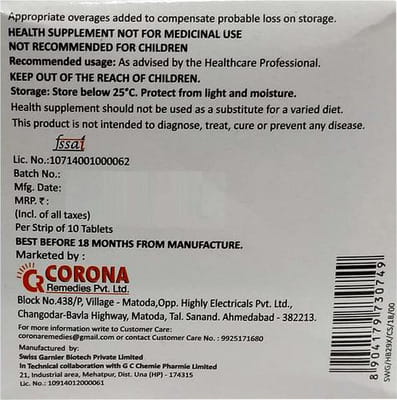 Appropriate overages added to compensate probable loss on storage.
HEALTH SUPPLEMENT NOT FOR MEDICINAL USE
NOT RECOMMENDED FOR CHILDREN
Recommended usage: As advised by the Healthcare Professional.
KEEP OUT OF THE REACH OF CHILDREN.
Storage: Store below 25°C. Protect from light and moisture.
Health supplement should not be used as a substitute for a varied diet.
This product is not intended to diagnose, treat, cure or prevent any disease.
fssai
Lic. No.:10714001000062
Batch No.:
Mfg. Date:
MRP. ₹ :
(Incl. of all taxes)
Per Strip of 10 Tablets
BEST BEFORE 18 MONTHS FROM MANUFACTURE.
Marketed by :
CR CORONA
Remedies Pvt. Ltd.
Block No.438/P, Village - Matoda,Opp. Highly Electricals Pvt. Ltd.,
Changodar-Bavla Highway, Matoda, Tal. Sanand. Ahmedabad - 382213.
For more information write to Customer Care:
coronaremedies@gmail.com or contact Customer Care No. : 9925171680
Manufactured by:
Swiss Garnier Biotech Private Limited
In Technical collaboration with G C Chemie Pharmie Limited
21, Industrial area, Mehatpur, Dist. Una (HP) - 174315
Lic. No.: 10914012000061
8904179730749
SWG/HB29X/CS/18/00